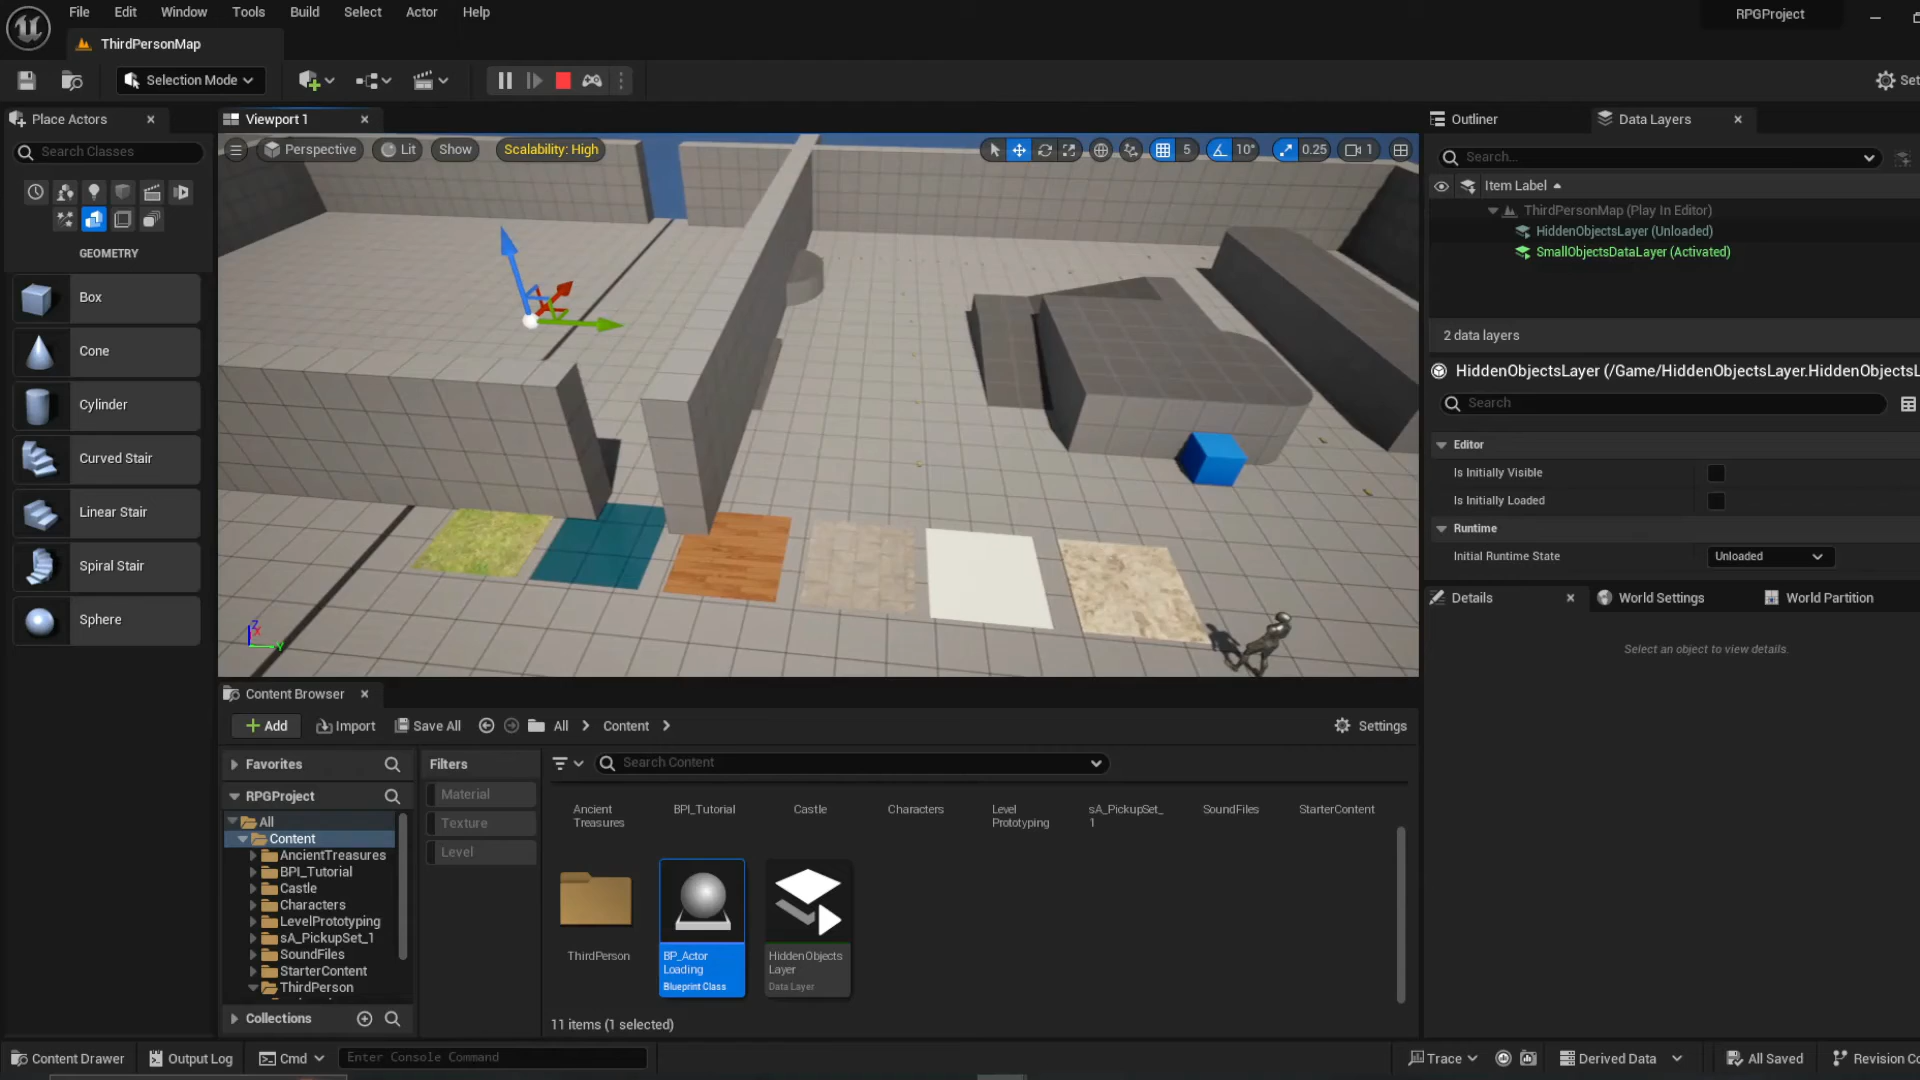 File Edit Window Tools Build Select Actor Help
RPGProject
ThirdPersonMap
Selection Mode
Set
Place Actors
Viewport 1
Outliner
Data Layers
Search Classes
Perspective
Lit
Show
Scalability: High
5
10°
0.25
1
Search...
Item Label
ThirdPersonMap (Play In Editor)
HiddenObjectsLayer (Unloaded)
SmallObjectsDataLayer (Activated)
GEOMETRY
Box
Cone
Cylinder
Curved Stair
Linear Stair
Spiral Stair
Sphere
2 data layers
HiddenObjectsLayer (/Game/HiddenObjectsLayer.HiddenObjectsL
Search
Editor
Is Initially Visible
Is Initially Loaded
Runtime
Initial Runtime State
Unloaded
Details
World Settings
World Partition
Select an object to view details.
Z
X
Y
Content Browser
Add
Import
Save All
All
Content
Settings
Favorites
Filters
Search Content
RPGProject
Material
Texture
Level
All
Content
AncientTreasures
BPI_Tutorial
Castle
Characters
LevelPrototyping
sA_PickupSet_1
SoundFiles
StarterContent
ThirdPerson
Collections
Ancient
Treasures
BPI_Tutorial
Castle
Characters
Level
Prototyping
sA_PickupSet_
1
SoundFiles
StarterContent
ThirdPerson
BP_Actor
Loading
Blueprint Class
HiddenObjects
Layer
Data Layer
11 items (1 selected)
Content Drawer
Output Log
Cmd
Enter Console Command
Trace
Derived Data
All Saved
Revision Co